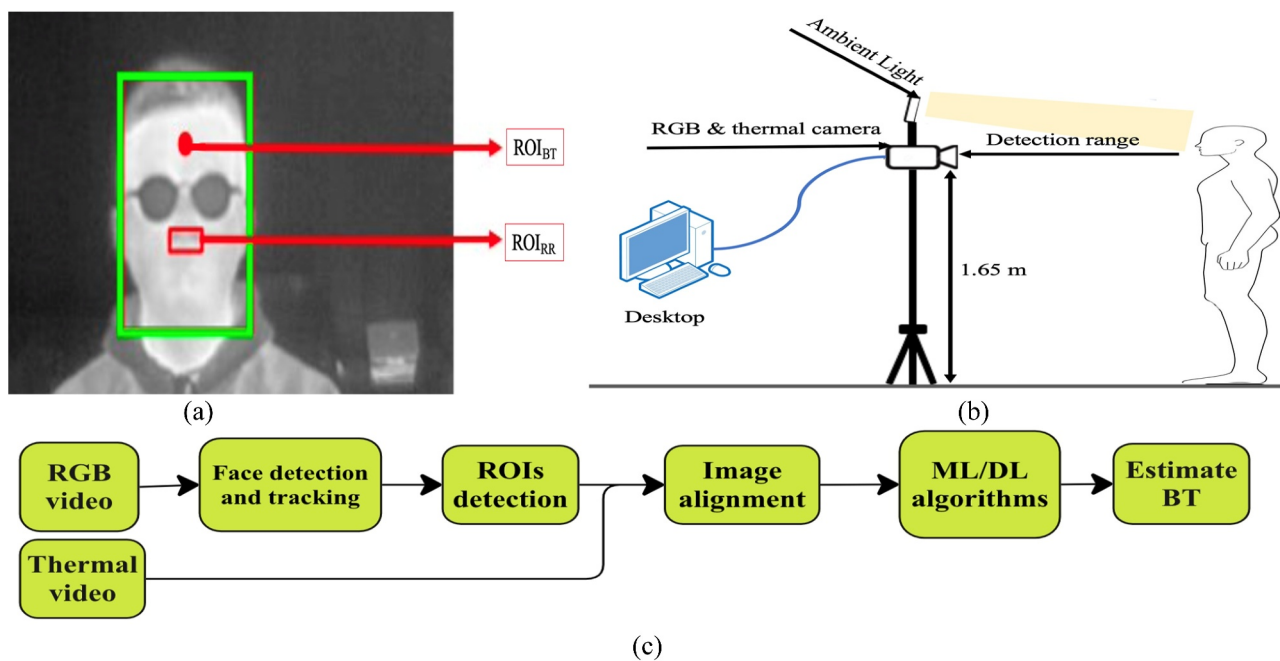 ROI_BT
ROI_RR
(a)
Ambient Light
RGB & thermal camera
Detection range
1.65 m
Desktop
(b)
RGB
video
Face detection
and tracking
ROIs
detection
Image
alignment
ML/DL
algorithms
Estimate
BT
Thermal
video
(c)